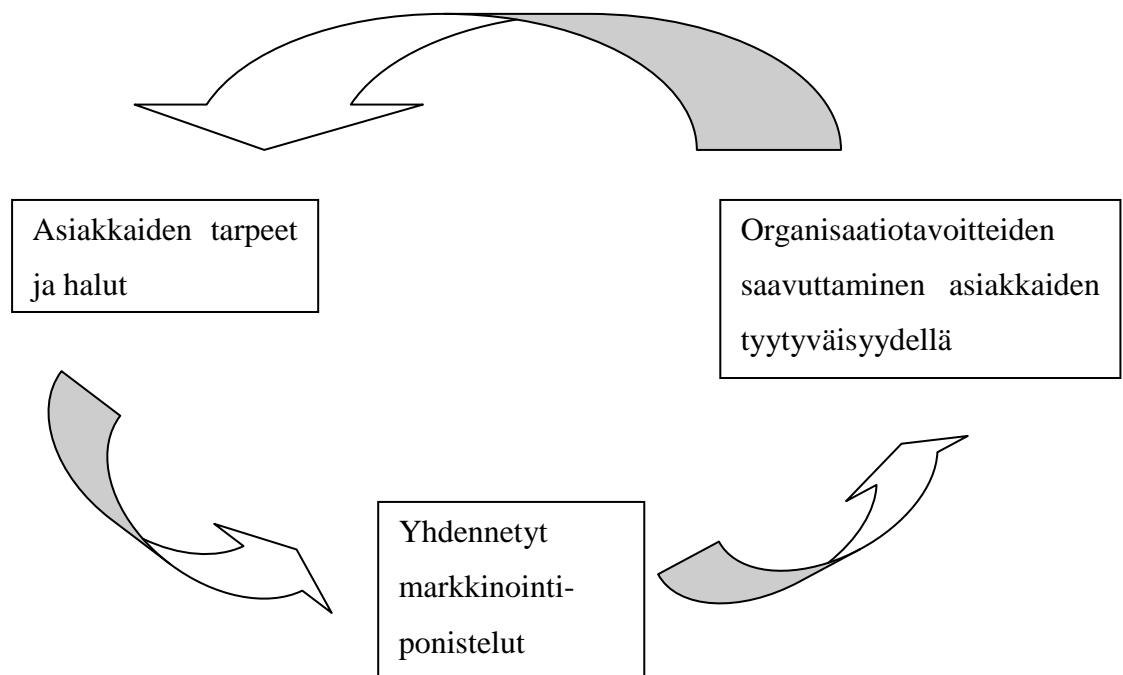 Asiakkaiden tarpeet
ja halut
Organisaatiotavoitteiden
saavuttaminen asiakkaiden
tyytyväisyydellä
Yhdennetyt
markkinointi-
ponistelut